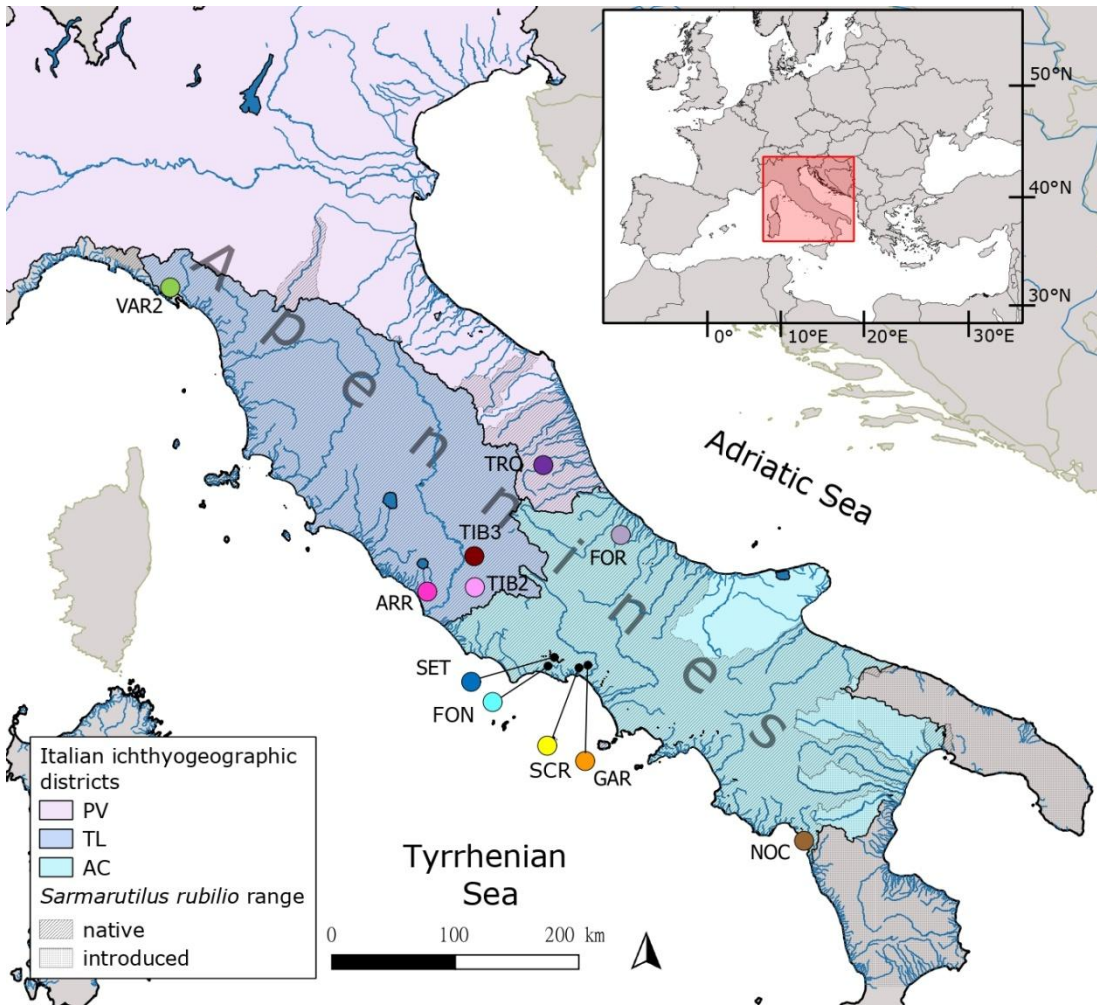 50°N
40°N
30°N
0°
10°E
20°E
30°E
Apennines
VAR2
Adriatic Sea
TRO
TIB3
FOR
TIB2
ARR
SET
FON
SCR
GAR
NOC
Italian ichthyogeographic
districts
PV
TL
AC
Sarmarutilus rubilio range
native
introduced
Tyrrhenian
Sea
0 100 200 km